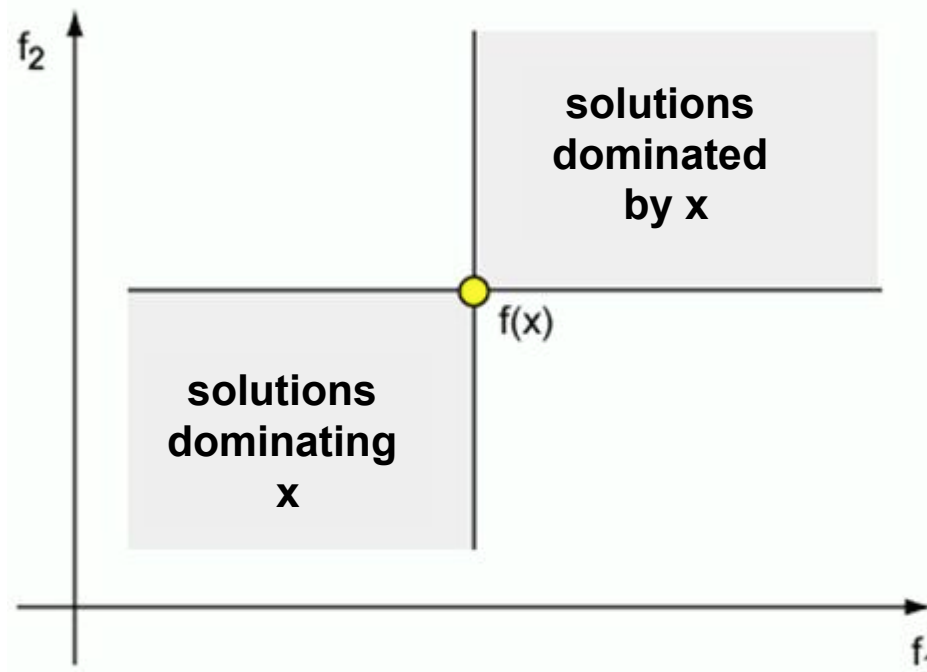 f2
solutions
dominated
by x
f(x)
solutions
dominating
x
f